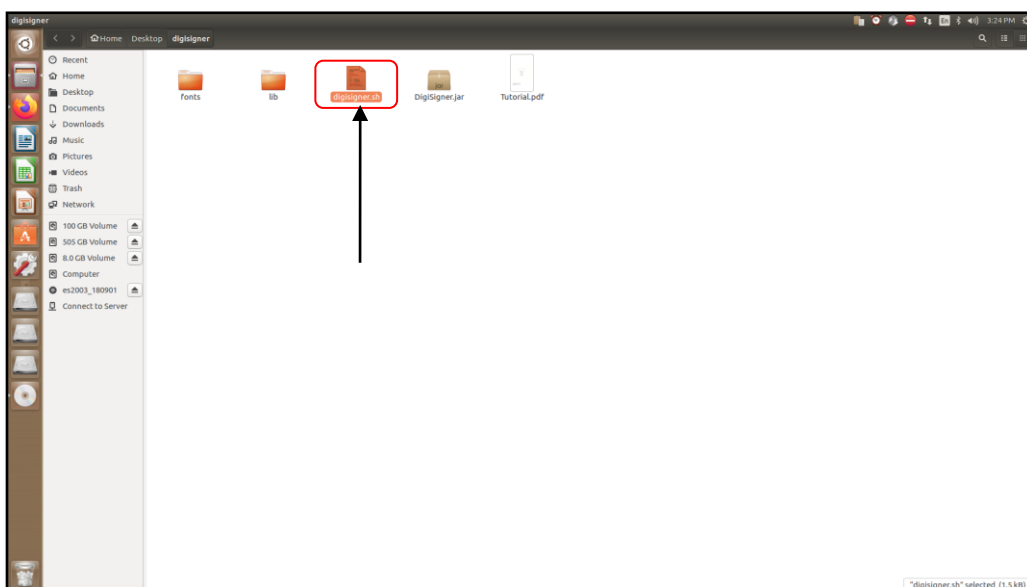 digisigner
En
3:24 PM
Home Desktop digisigner
Recent
Home
Desktop
Documents
Downloads
Music
Pictures
Videos
Trash
Network
100 GB Volume
505 GB Volume
8.0 GB Volume
Computer
es2003_180901
Connect to Server
fonts
lib
digisigner.sh
DigiSigner.jar
Tutorial.pdf
"digisigner.sh" selected (1.5 kB)